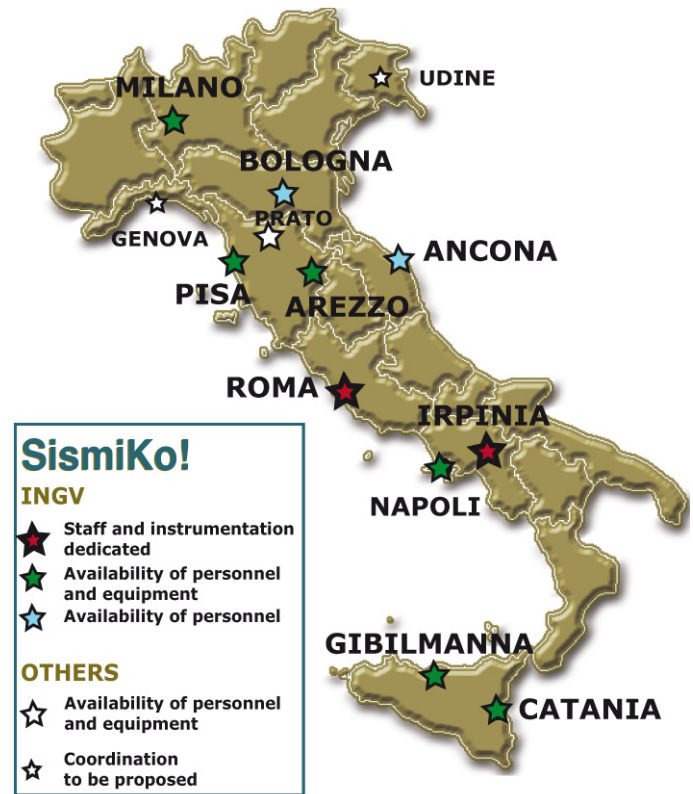 MILANO
UDINE
BOLOGNA
PRATO
GENOVA
ANCONA
PISA
AREZZO
ROMA
IRPINIA
NAPOLI
GIBILMANNA
CATANIA
SismiKo!
INGV
Staff and instrumentation
dedicated
Availability of personnel
and equipment
Availability of personnel
OTHERS
Availability of personnel
and equipment
Coordination
to be proposed